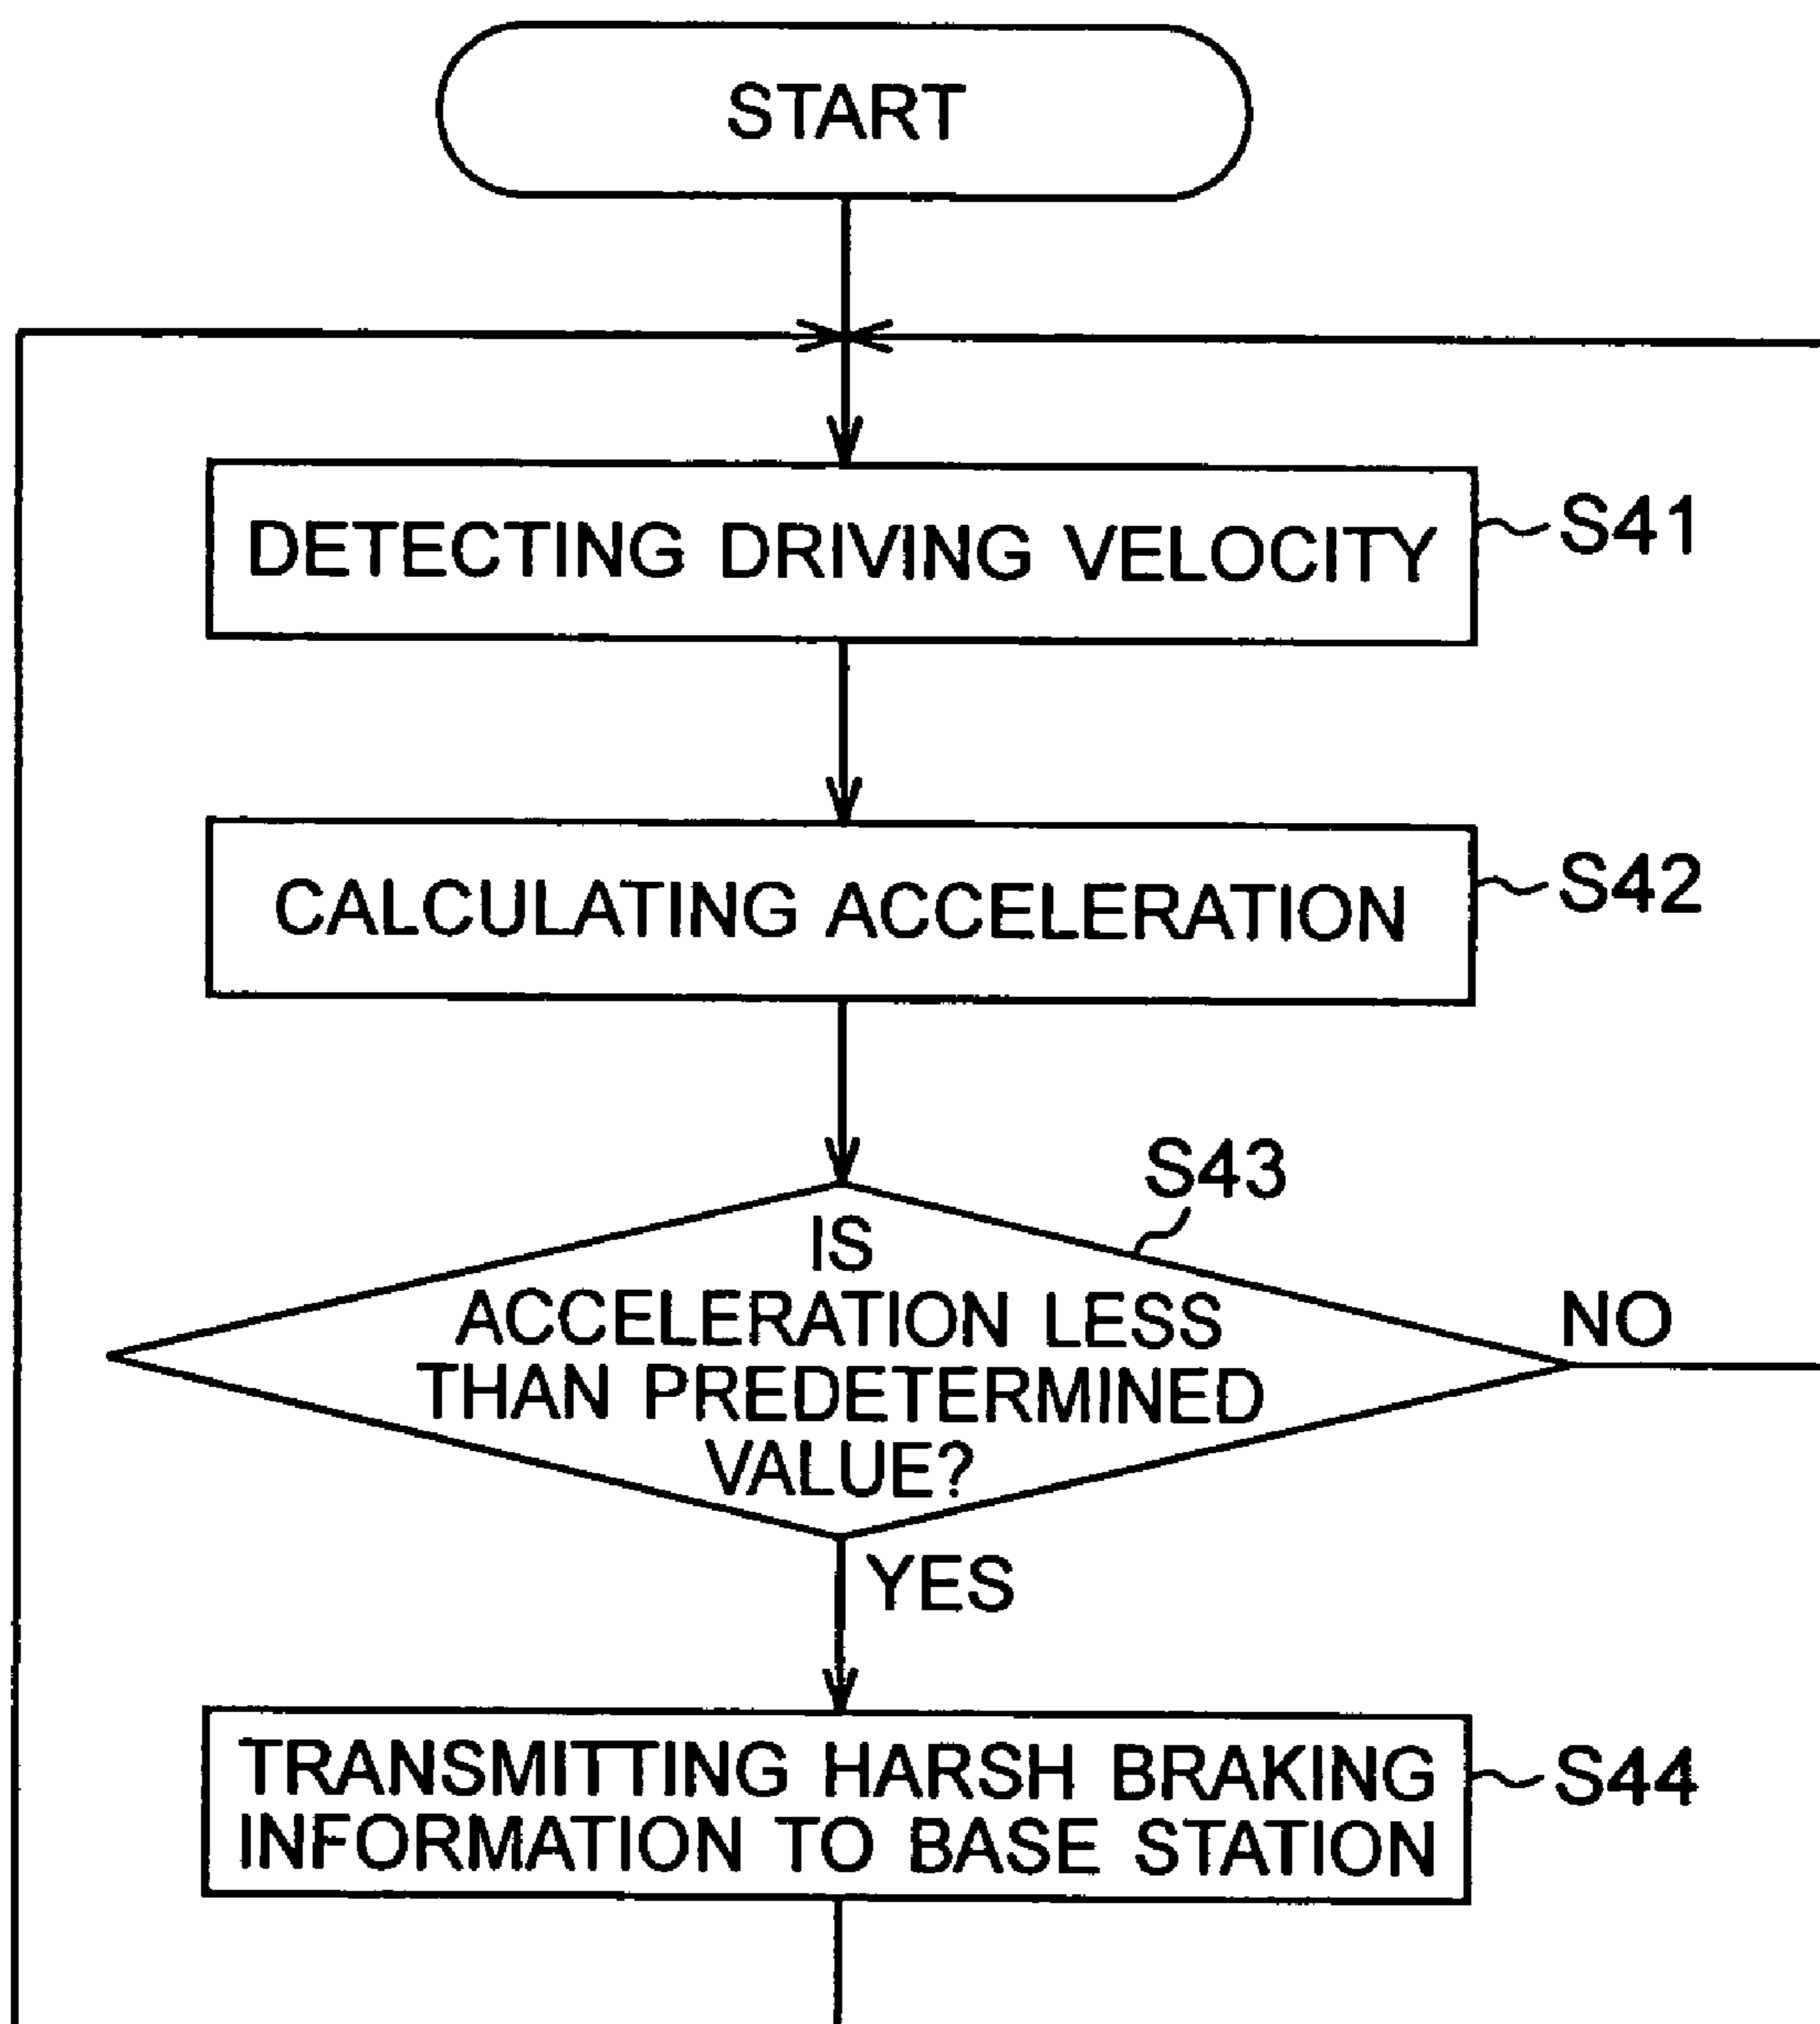 START
DETECTING DRIVING VELOCITY
S41
CALCULATING ACCELERATION
S42
S43
IS
ACCELERATION LESS
THAN PREDETERMINED
VALUE?
NO
YES
TRANSMITTING HARSH BRAKING
INFORMATION TO BASE STATION
S44